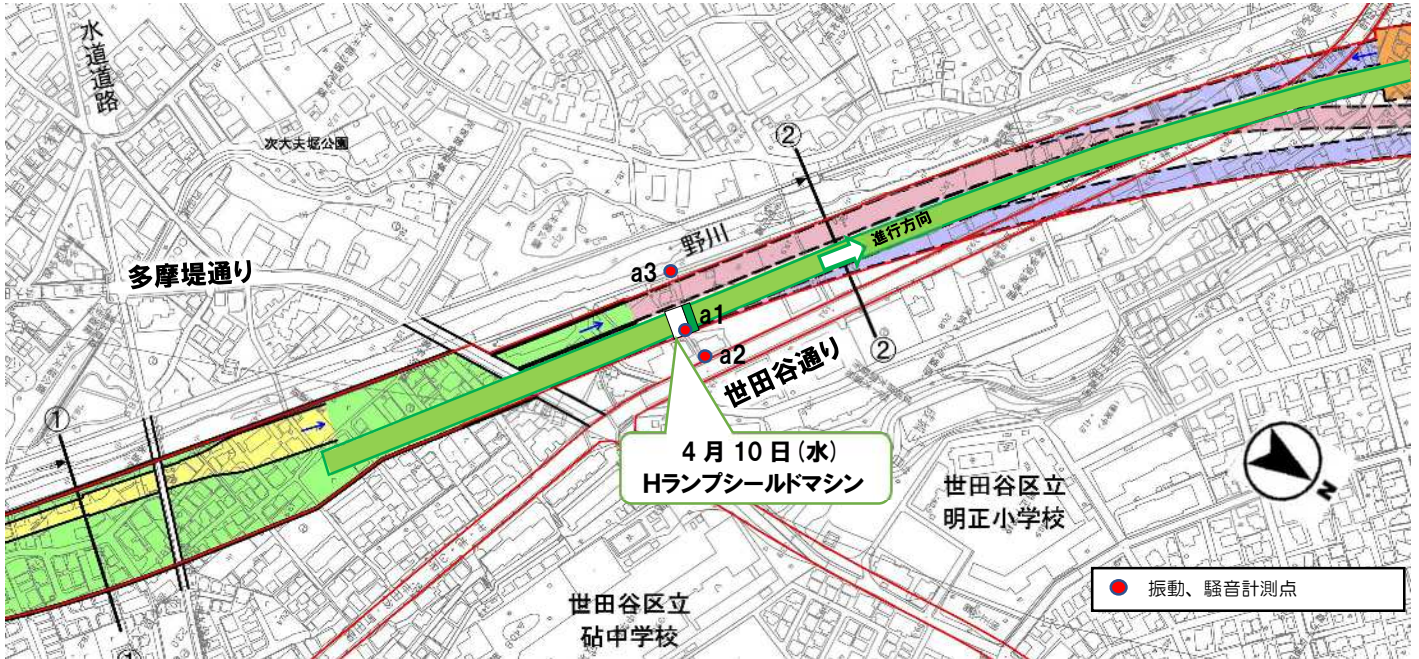 水道道路
次大夫堀公園
②
野川
進行方向
多摩堤通り
a3
a1
a2
②
世田谷通り
①
4月10日(水)
Hランプシールドマシン
世田谷区立
明正小学校
N
振動、騒音計測点
世田谷区立
砧中学校
①